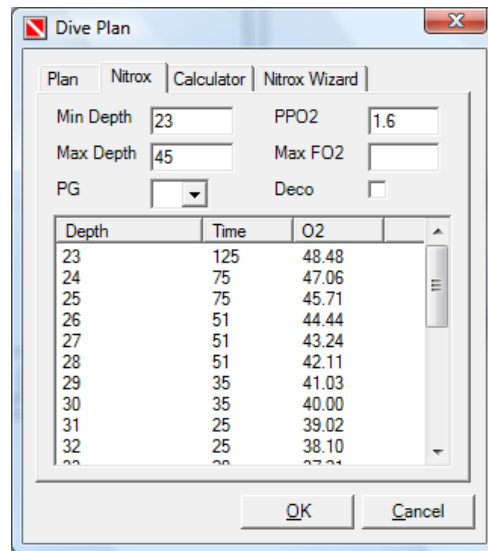 Dive Plan
Plan Nitrox Calculator Nitrox Wizard
Min Depth 23 PPO2 1.6
Max Depth 45 Max FO2
PG Deco
Depth Time O2
23 125 48.48
24 75 47.06
25 75 45.71
26 51 44.44
27 51 43.24
28 51 42.11
29 35 41.03
30 35 40.00
31 25 39.02
32 25 38.10
OK Cancel